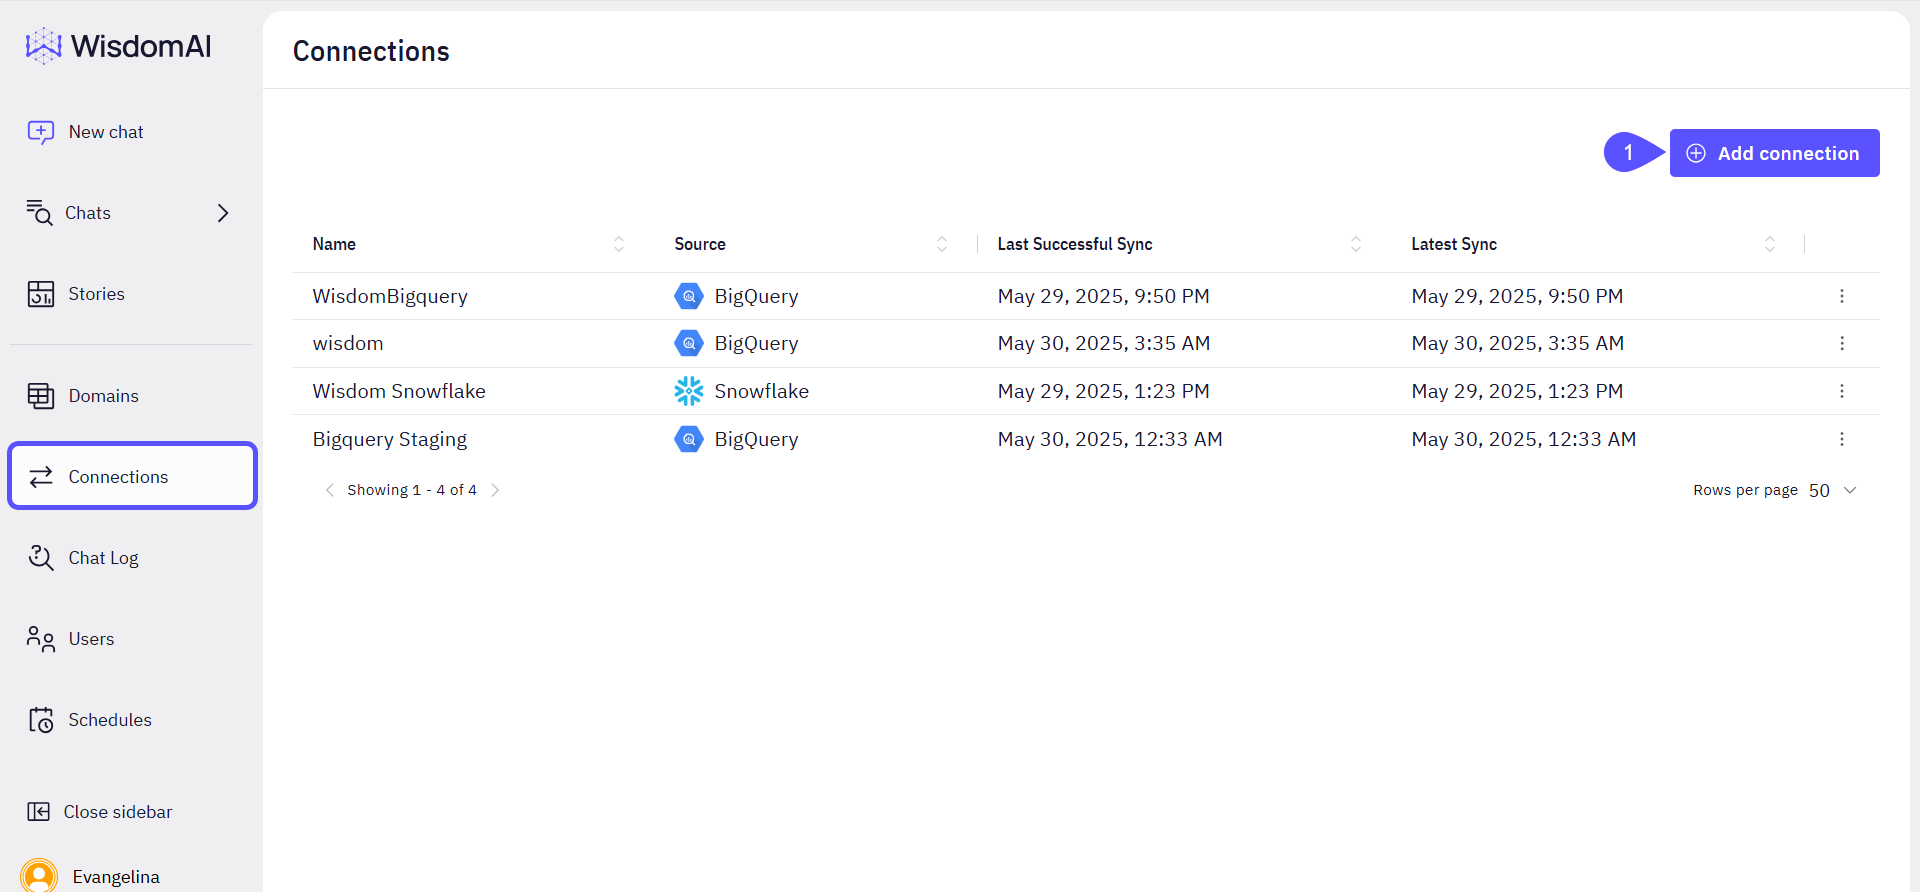 WisdomAI
New chat
Chats
Stories
Domains
Connections
Chat Log
Users
Schedules
Close sidebar
Evangelina
Connections
1
Add connection
Name Source Last Successful Sync Latest Sync
WisdomBigquery BigQuery May 29, 2025, 9:50 PM May 29, 2025, 9:50 PM
wisdom BigQuery May 30, 2025, 3:35 AM May 30, 2025, 3:35 AM
Wisdom Snowflake Snowflake May 29, 2025, 1:23 PM May 29, 2025, 1:23 PM
Bigquery Staging BigQuery May 30, 2025, 12:33 AM May 30, 2025, 12:33 AM
Showing 1 - 4 of 4
Rows per page 50